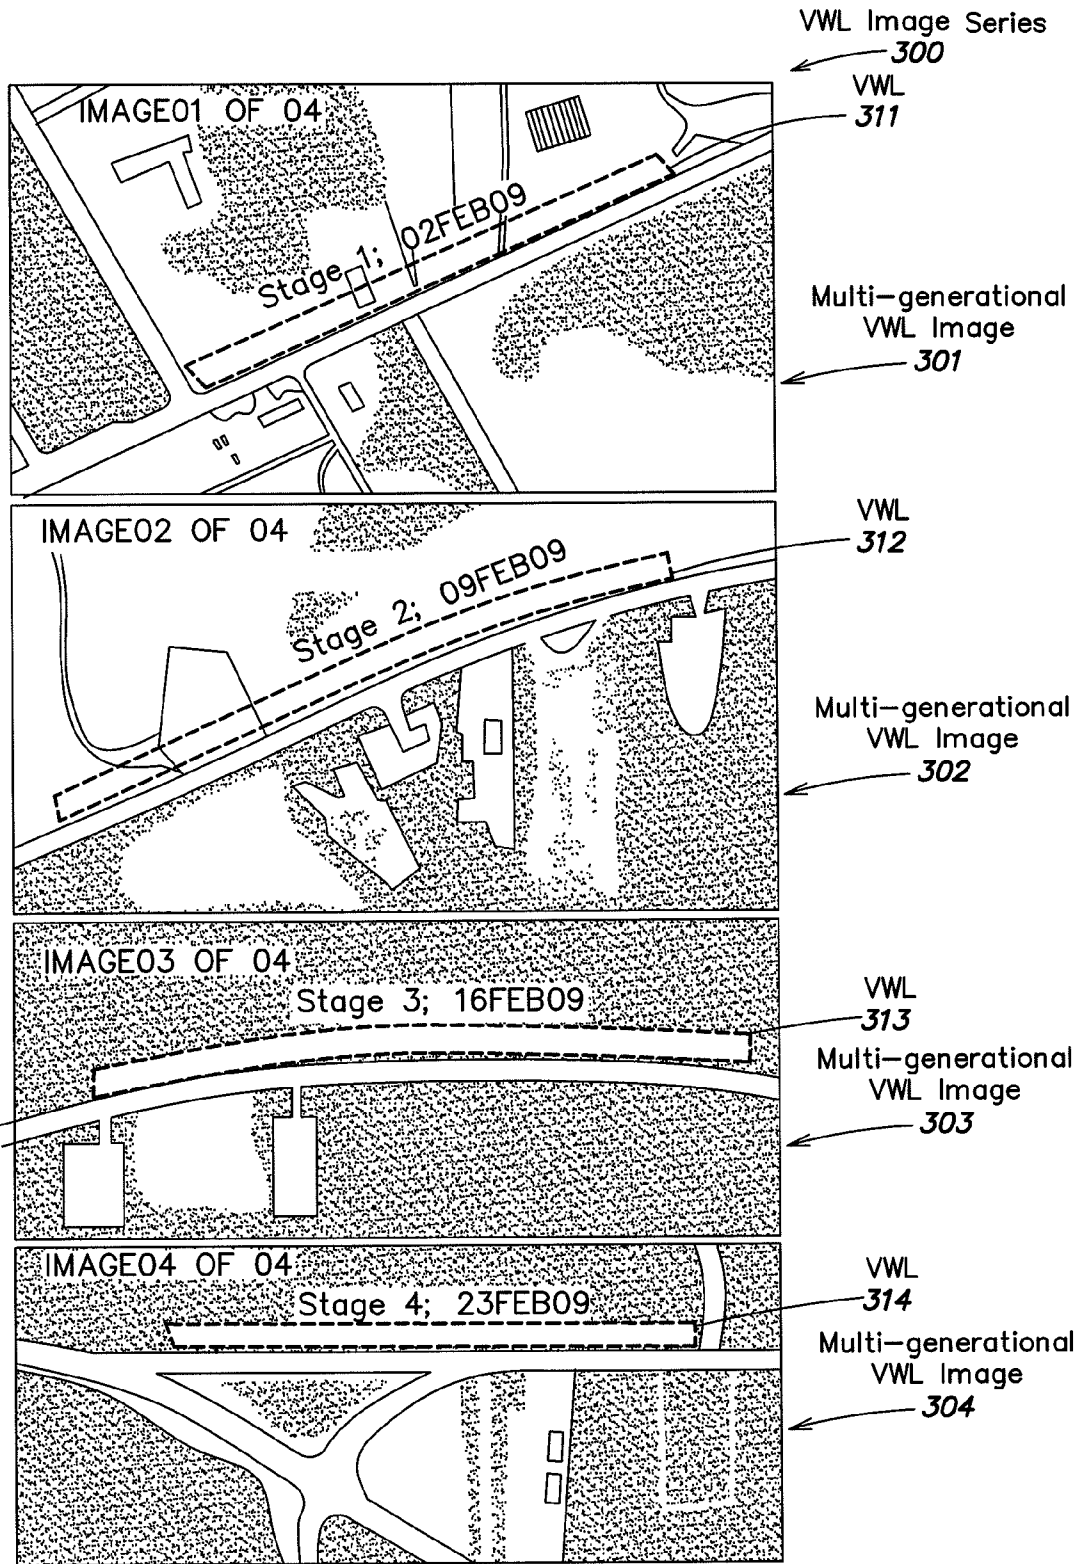 VWL Image Series
300
IMAGE01 OF 04
VWL
311
Stage 1; 02FEB09
Multi-generational
VWL Image
301
IMAGE02 OF 04
VWL
312
Stage 2; 09FEB09
Multi-generational
VWL Image
302
IMAGE03 OF 04
Stage 3; 16FEB09
VWL
313
Multi-generational
VWL Image
303
IMAGE04 OF 04
Stage 4; 23FEB09
VWL
314
Multi-generational
VWL Image
304